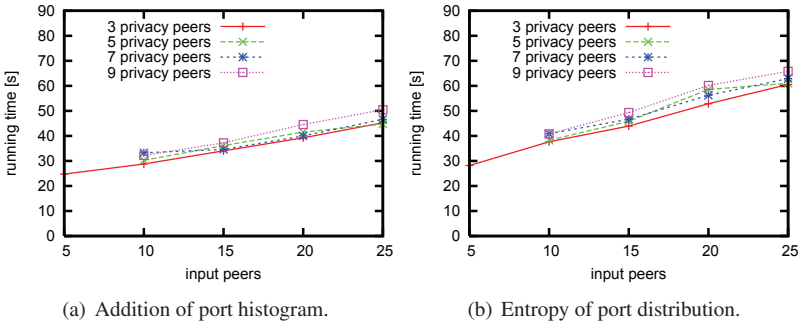 90
80
70
60
50
40
30
20
10
0
running time [s]
3 privacy peers
5 privacy peers
7 privacy peers
9 privacy peers
5 10 15 20 25
input peers
(a) Addition of port histogram.
90
80
70
60
50
40
30
20
10
0
running time [s]
3 privacy peers
5 privacy peers
7 privacy peers
9 privacy peers
5 10 15 20 25
input peers
(b) Entropy of port distribution.